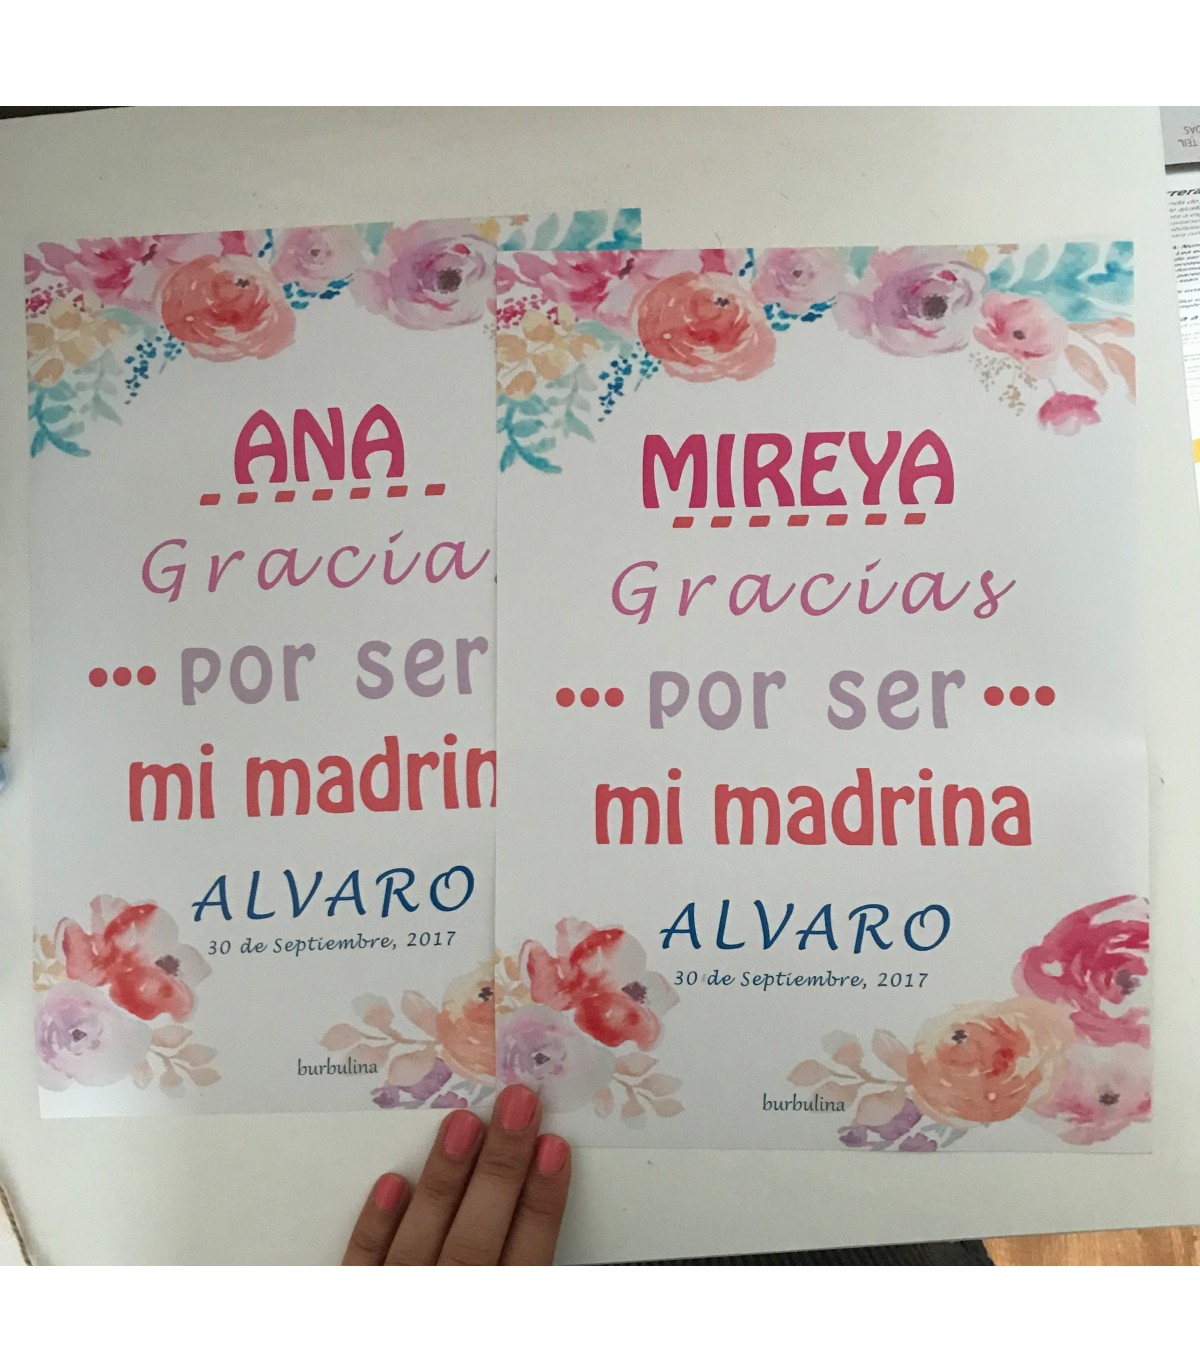 ANA
Gracia
••• por ser
mi madrin
ALVARO
30 de Septiembre, 2017
burbulina
MIREYA
Gracias
••• por ser •••
mi madrina
ALVARO
30 de Septiembre, 2017
burbulina